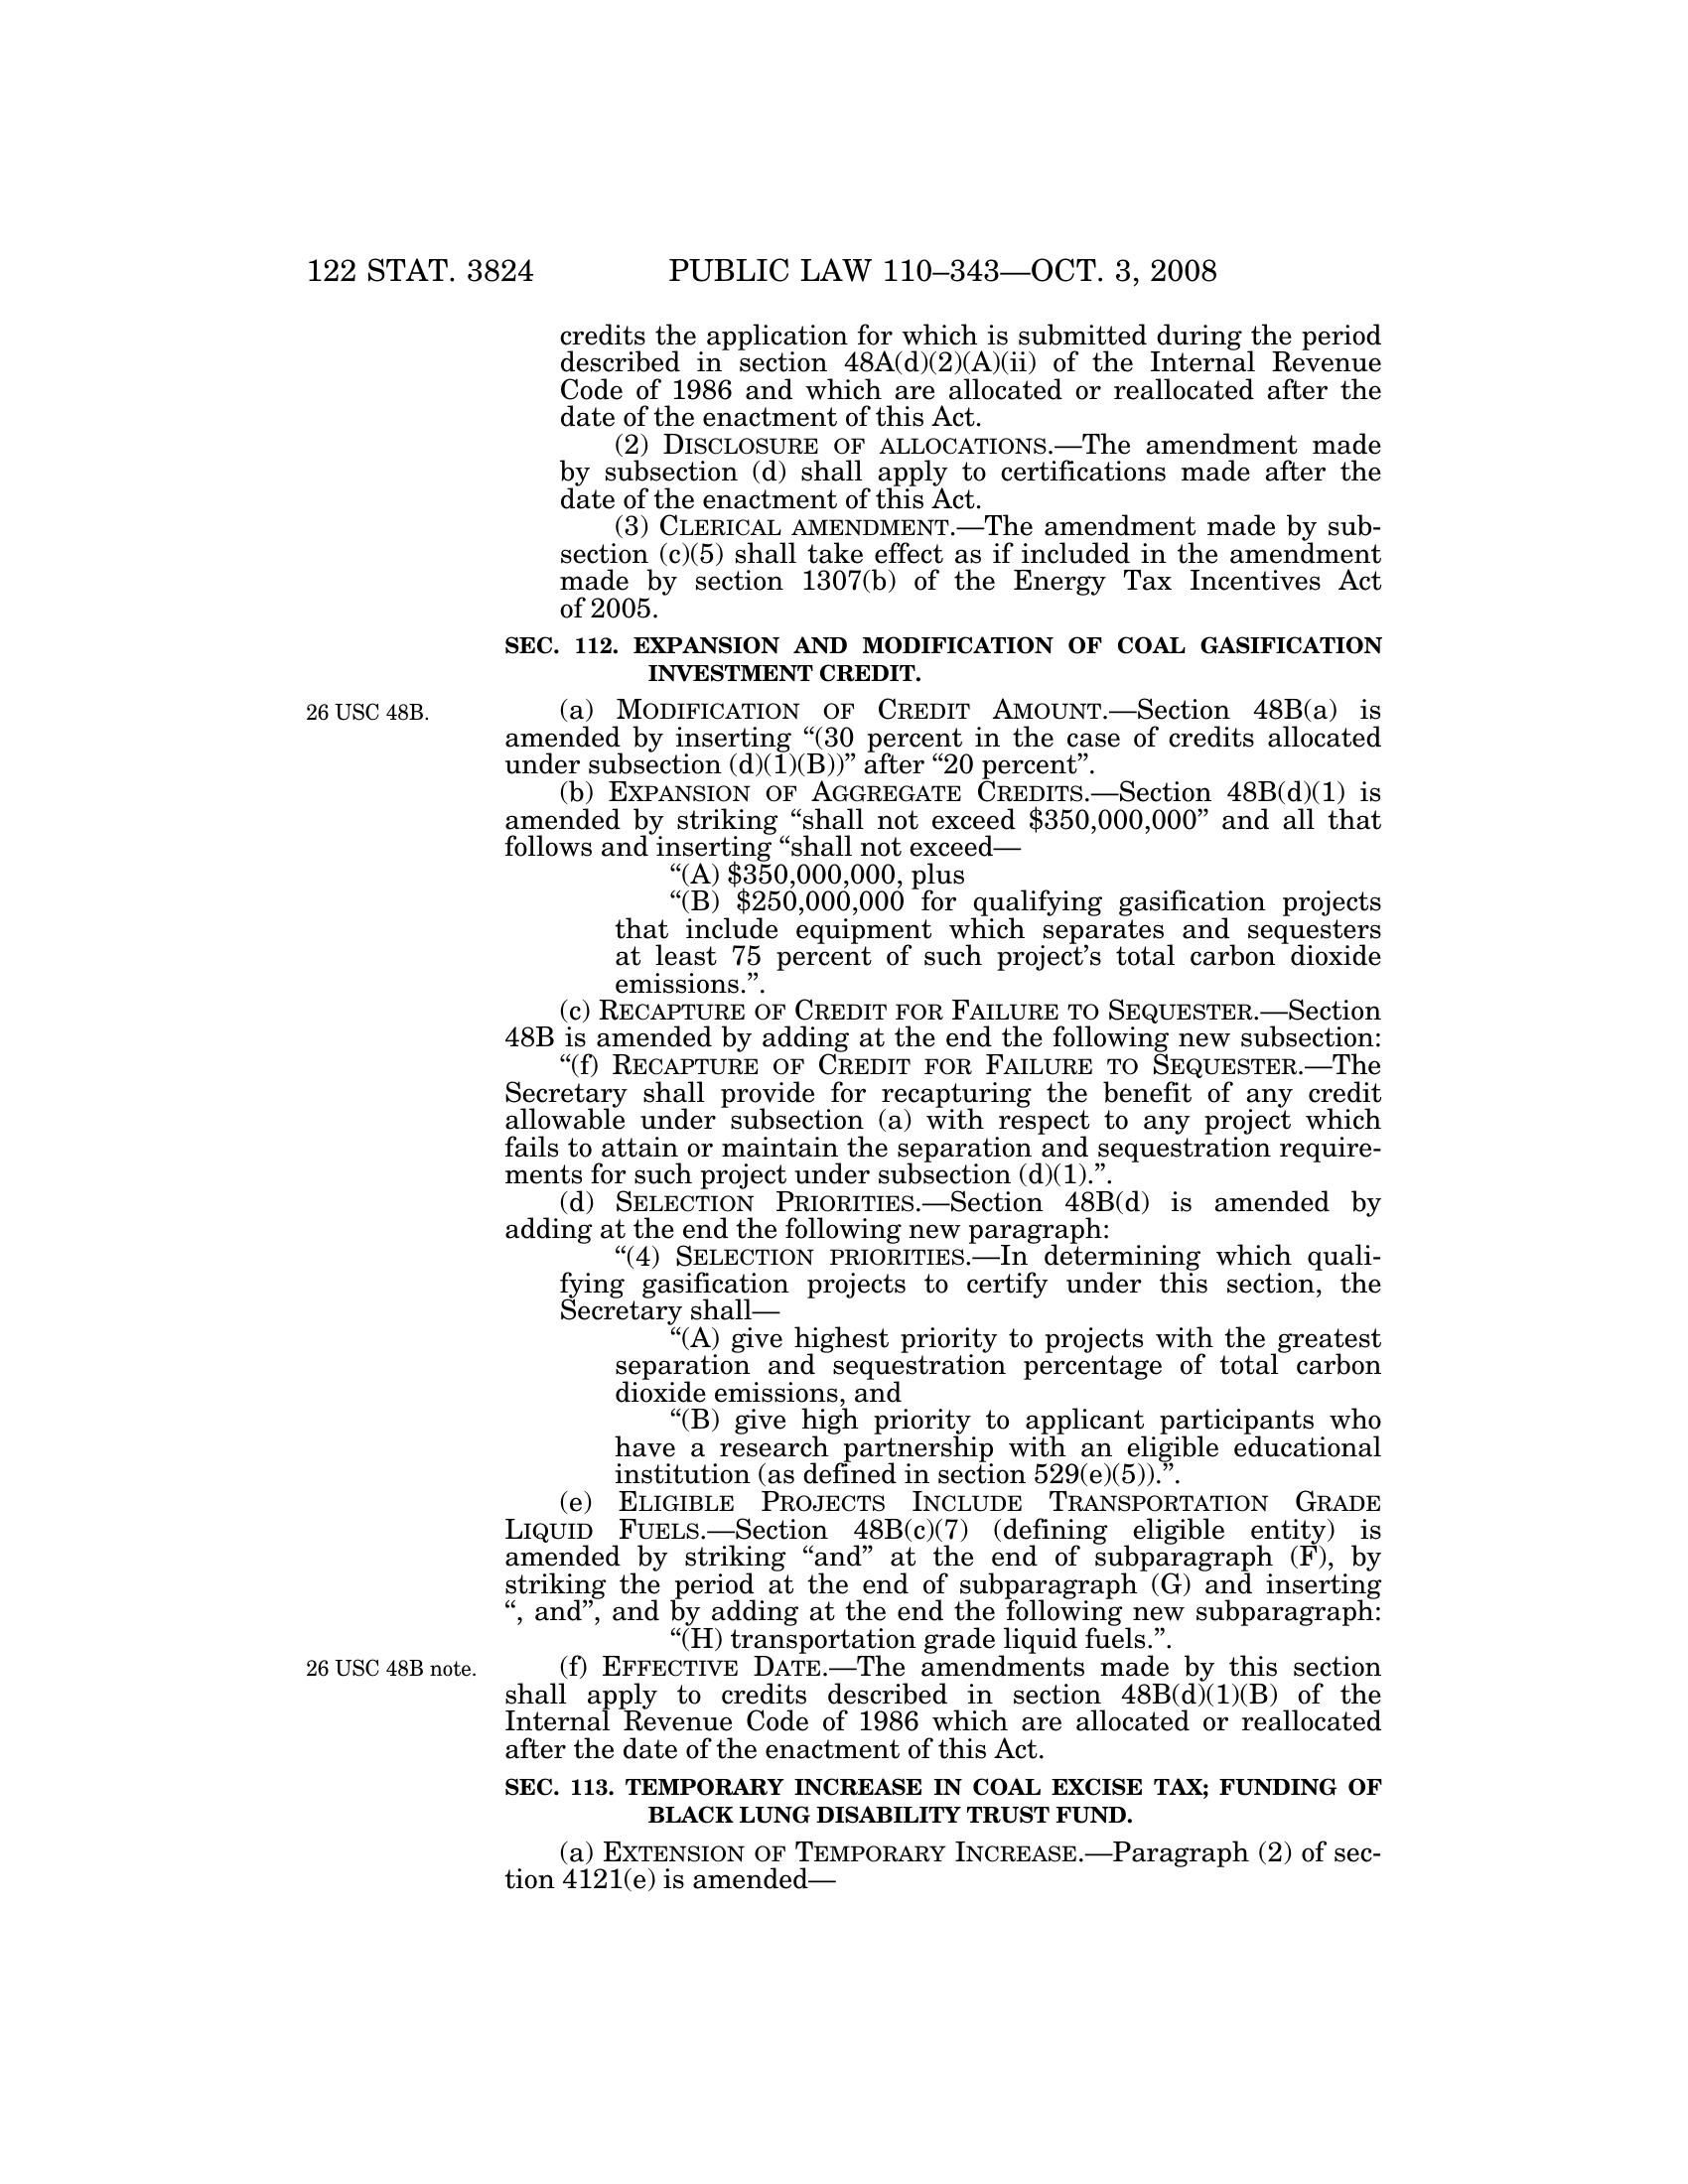 122 STAT. 3824 PUBLIC LAW 110–343—OCT. 3, 2008
credits the application for which is submitted during the period
described in section 48A(d)(2)(A)(ii) of the Internal Revenue
Code of 1986 and which are allocated or reallocated after the
date of the enactment of this Act.
(2) DISCLOSURE OF ALLOCATIONS.—The amendment made
by subsection (d) shall apply to certifications made after the
date of the enactment of this Act.
(3) CLERICAL AMENDMENT.—The amendment made by sub-
section (c)(5) shall take effect as if included in the amendment
made by section 1307(b) of the Energy Tax Incentives Act
of 2005.
SEC. 112. EXPANSION AND MODIFICATION OF COAL GASIFICATION
INVESTMENT CREDIT.
26 USC 48B.
(a) MODIFICATION OF CREDIT AMOUNT.—Section 48B(a) is
amended by inserting “(30 percent in the case of credits allocated
under subsection (d)(1)(B))” after “20 percent”.
(b) EXPANSION OF AGGREGATE CREDITS.—Section 48B(d)(1) is
amended by striking “shall not exceed $350,000,000” and all that
follows and inserting “shall not exceed—
“(A) $350,000,000, plus
“(B) $250,000,000 for qualifying gasification projects
that include equipment which separates and sequesters
at least 75 percent of such project’s total carbon dioxide
emissions.”.
(c) RECAPTURE OF CREDIT FOR FAILURE TO SEQUESTER.—Section
48B is amended by adding at the end the following new subsection:
“(f) RECAPTURE OF CREDIT FOR FAILURE TO SEQUESTER.—The
Secretary shall provide for recapturing the benefit of any credit
allowable under subsection (a) with respect to any project which
fails to attain or maintain the separation and sequestration require-
ments for such project under subsection (d)(1).”.
(d) SELECTION PRIORITIES.—Section 48B(d) is amended by
adding at the end the following new paragraph:
“(4) SELECTION PRIORITIES.—In determining which quali-
fying gasification projects to certify under this section, the
Secretary shall—
“(A) give highest priority to projects with the greatest
separation and sequestration percentage of total carbon
dioxide emissions, and
“(B) give high priority to applicant participants who
have a research partnership with an eligible educational
institution (as defined in section 529(e)(5)).”.
(e) ELIGIBLE PROJECTS INCLUDE TRANSPORTATION GRADE
LIQUID FUELS.—Section 48B(c)(7) (defining eligible entity) is
amended by striking “and” at the end of subparagraph (F), by
striking the period at the end of subparagraph (G) and inserting
“, and”, and by adding at the end the following new subparagraph:
“(H) transportation grade liquid fuels.”.
26 USC 48B note.
(f) EFFECTIVE DATE.—The amendments made by this section
shall apply to credits described in section 48B(d)(1)(B) of the
Internal Revenue Code of 1986 which are allocated or reallocated
after the date of the enactment of this Act.
SEC. 113. TEMPORARY INCREASE IN COAL EXCISE TAX; FUNDING OF
BLACK LUNG DISABILITY TRUST FUND.
(a) EXTENSION OF TEMPORARY INCREASE.—Paragraph (2) of sec-
tion 4121(e) is amended—